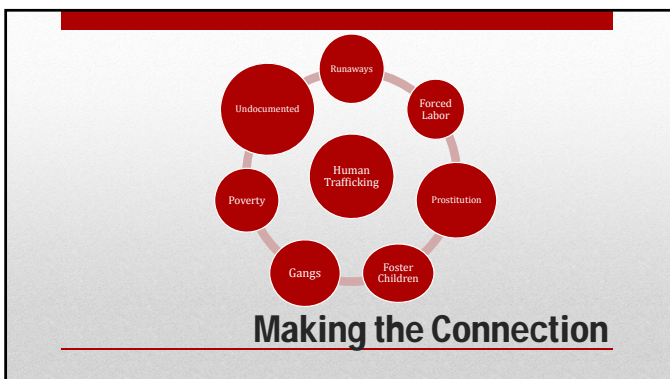 Runaways
Forced
Labor
Prostitution
Foster
Children
Gangs
Poverty
Undocumented
Human
Trafficking
Making the Connection